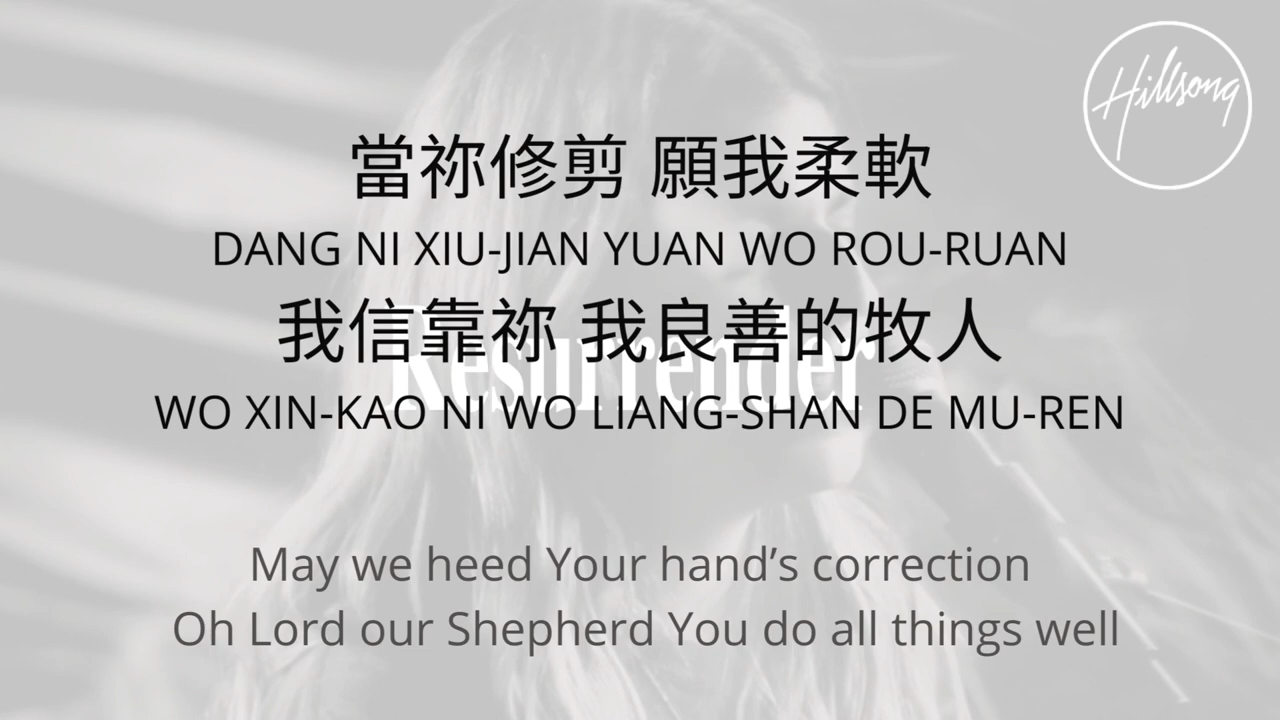 Hillsong
當祢修剪 願我柔軟
DANG NI XIU-JIAN YUAN WO ROU-RUAN
我信靠祢 我良善的牧人
Resurrender
WO XIN-KAO NI WO LIANG-SHAN DE MU-REN
May we heed Your hand’s correction
Oh Lord our Shepherd You do all things well